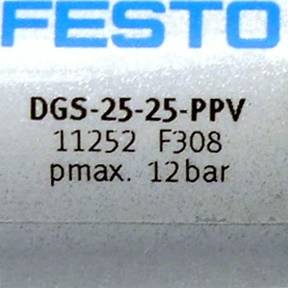 FESTO
DGS-25-25-PPV
11252 F308
pmax. 12bar